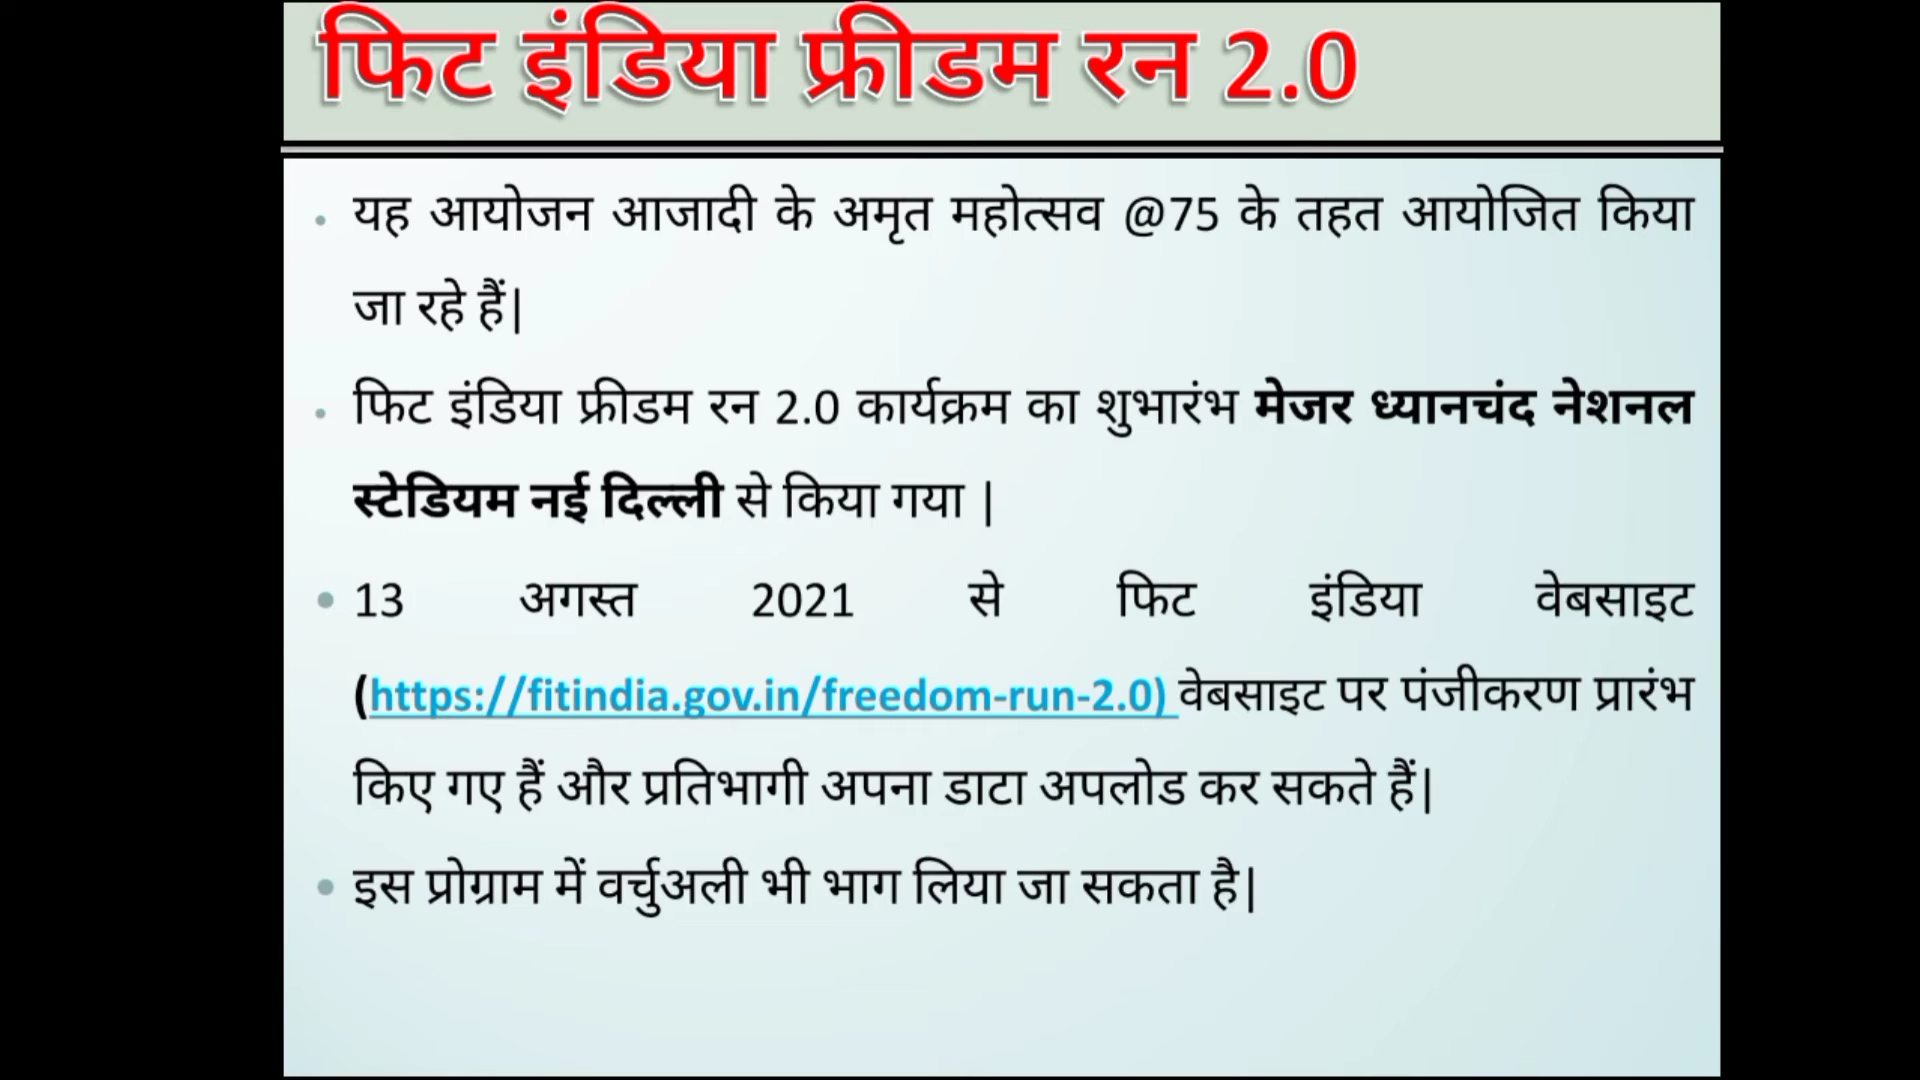 फिट इंडिया फ्रीडम रन 2.0
• यह आयोजन आजादी के अमृत महोत्सव @75 के तहत आयोजित किया
जा रहे हैं|
• फिट इंडिया फ्रीडम रन 2.0 कार्यक्रम का शुभारंभ मेजर ध्यानचंद नेशनल
स्टेडियम नई दिल्ली से किया गया |
• 13 अगस्त 2021 से फिट इंडिया वेबसाइट
(https://fitindia.gov.in/freedom-run-2.0) वेबसाइट पर पंजीकरण प्रारंभ
किए गए हैं और प्रतिभागी अपना डाटा अपलोड कर सकते हैं|
• इस प्रोग्राम में वर्चुअली भी भाग लिया जा सकता है|